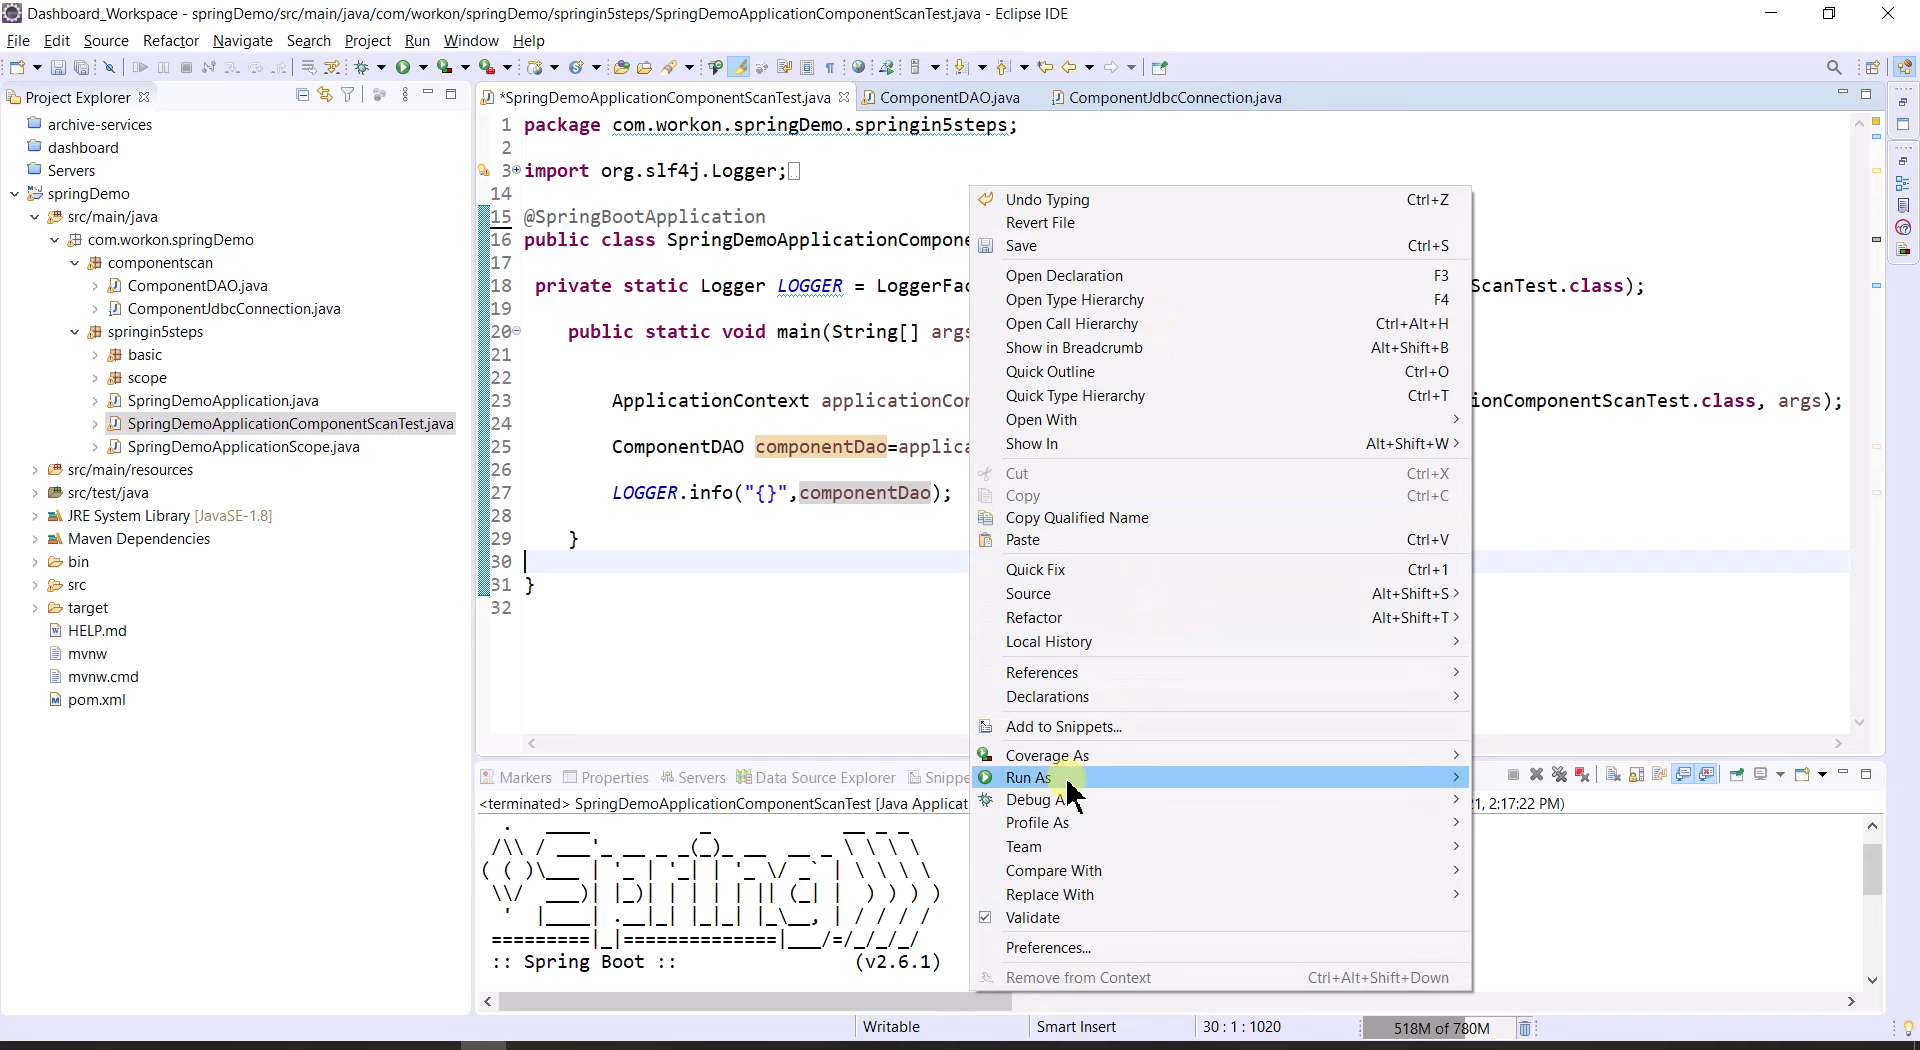 Dashboard_Workspace - springDemo/src/main/java/com/workon/springDemo/springin5steps/SpringDemoApplicationComponentScanTest.java - Eclipse IDE
File Edit Source Refactor Navigate Search Project Run Window Help
Project Explorer
*SpringDemoApplicationComponentScanTest.java ComponentDAO.java ComponentJdbcConnection.java
archive-services
dashboard
Servers
springDemo
src/main/java
com.workon.springDemo
componentscan
ComponentDAO.java
ComponentJdbcConnection.java
springin5steps
basic
scope
SpringDemoApplication.java
SpringDemoApplicationComponentScanTest.java
SpringDemoApplicationScope.java
src/main/resources
src/test/java
JRE System Library [JavaSE-1.8]
Maven Dependencies
bin
src
target
HELP.md
mvnw
mvnw.cmd
pom.xml
1 package com.workon.springDemo.springin5steps;
2
3 import org.slf4j.Logger;
14
15 @SpringBootApplication
16 public class SpringDemoApplicationCompone
17
18 private static Logger LOGGER = LoggerFac ScanTest.class);
19
20 public static void main(String[] args
21
22
23 ApplicationContext applicationCon ionComponentScanTest.class, args);
24
25 ComponentDAO componentDao=applica
26
27 LOGGER.info("{}",componentDao);
28
29 }
30
31 }
32
Undo Typing Ctrl+Z
Revert File
Save Ctrl+S
Open Declaration F3
Open Type Hierarchy F4
Open Call Hierarchy Ctrl+Alt+H
Show in Breadcrumb Alt+Shift+B
Quick Outline Ctrl+O
Quick Type Hierarchy Ctrl+T
Open With
Show In Alt+Shift+W
Cut Ctrl+X
Copy Ctrl+C
Copy Qualified Name
Paste Ctrl+V
Quick Fix Ctrl+1
Source Alt+Shift+S
Refactor Alt+Shift+T
Local History
References
Declarations
Add to Snippets...
Coverage As
Run As
Debug A
Profile As
Team
Compare With
Replace With
Validate
Preferences...
Remove from Context Ctrl+Alt+Shift+Down
Markers Properties Servers Data Source Explorer Snippe
<terminated> SpringDemoApplicationComponentScanTest [Java Applicat 1, 2:17:22 PM)
Spring
:: Spring Boot :: (v2.6.1)
Writable Smart Insert 30 : 1 : 1020 518M of 780M